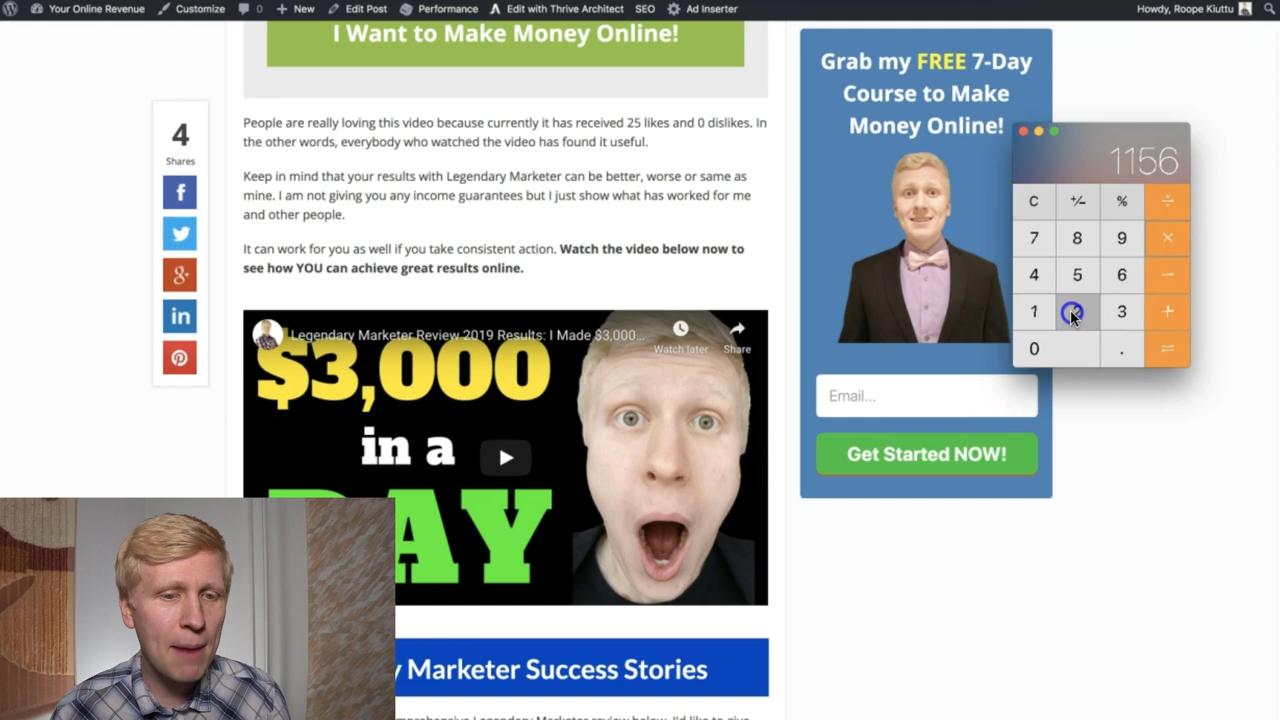 Your Online Revenue Customize 0 New Edit Post Performance Edit with Thrive Architect SEO Ad Inserter Howdy, Roope Kiuttu
I Want to Make Money Online!
4
Shares
People are really loving this video because currently it has received 25 likes and 0 dislikes. In
the other words, everybody who watched the video has found it useful.
Keep in mind that your results with Legendary Marketer can be better, worse or same as
mine. I am not giving you any income guarantees but I just show what has worked for me
and other people.
It can work for you as well if you take consistent action. Watch the video below now to
see how YOU can achieve great results online.
Legendary Marketer Review 2019 Results: I Made $3,000...
Watch later
Share
$3,000
in a
DAY
Marketer Success Stories
Grab my FREE 7-Day
Course to Make
Money Online!
Email...
Get Started NOW!
1156
C +/- % ÷
7 8 9 ×
4 5 6 −
1 3 +
0 . =